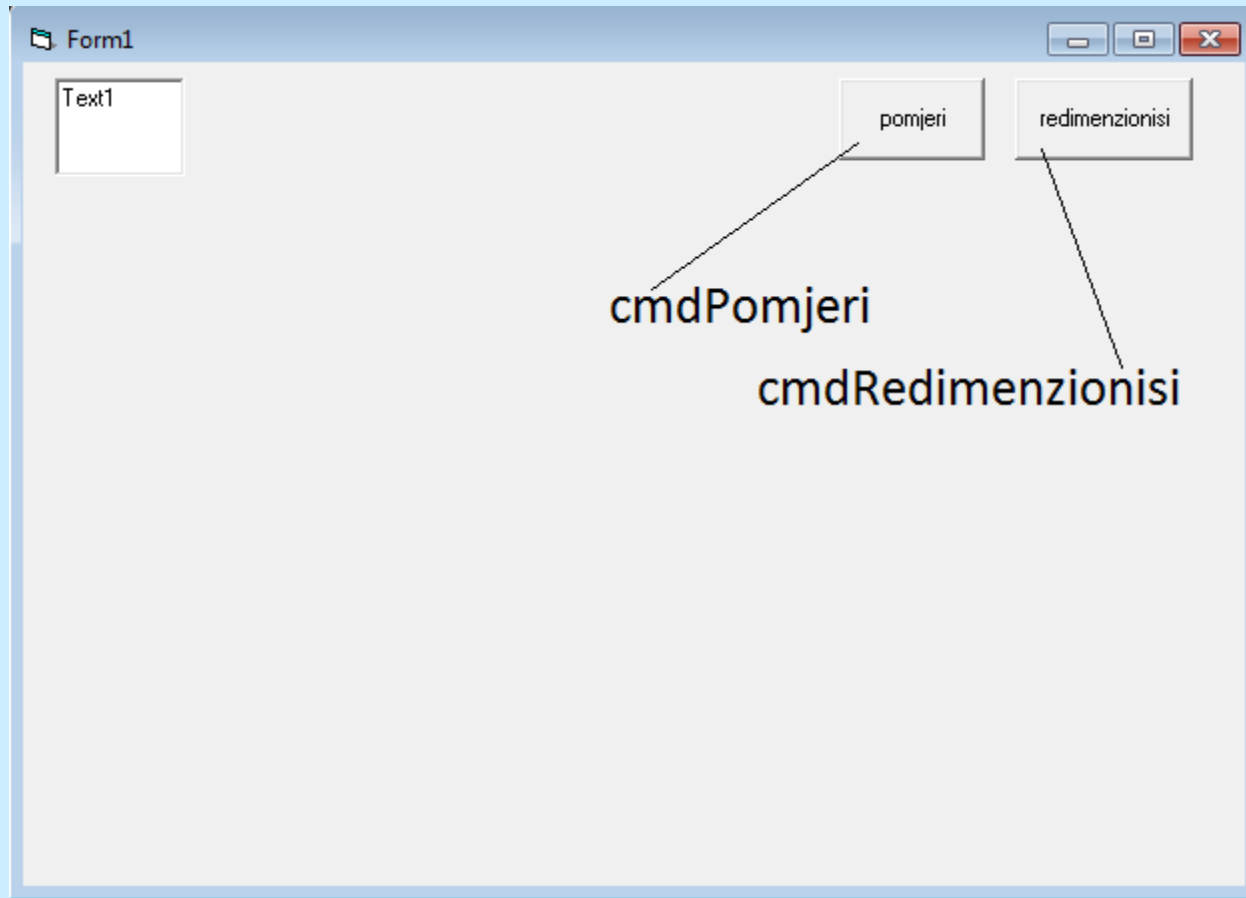 Form1
Text1
pomjeri
redimenzionisi
cmdPomjeri
cmdRedimenzionisi